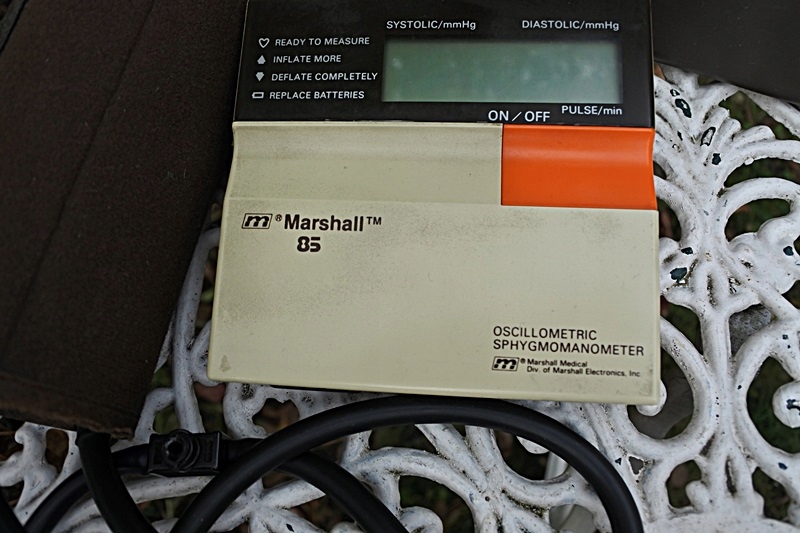 SYSTOLIC/mmHg DIASTOLIC/mmHg
READY TO MEASURE
INFLATE MORE
DEFLATE COMPLETELY
REPLACE BATTERIES
ON/OFF PULSE/min
m® Marshall™
85
OSCILLOMETRIC
SPHYGMOMANOMETER
m® Marshall Medical
Div. of Marshall Electronics, Inc.